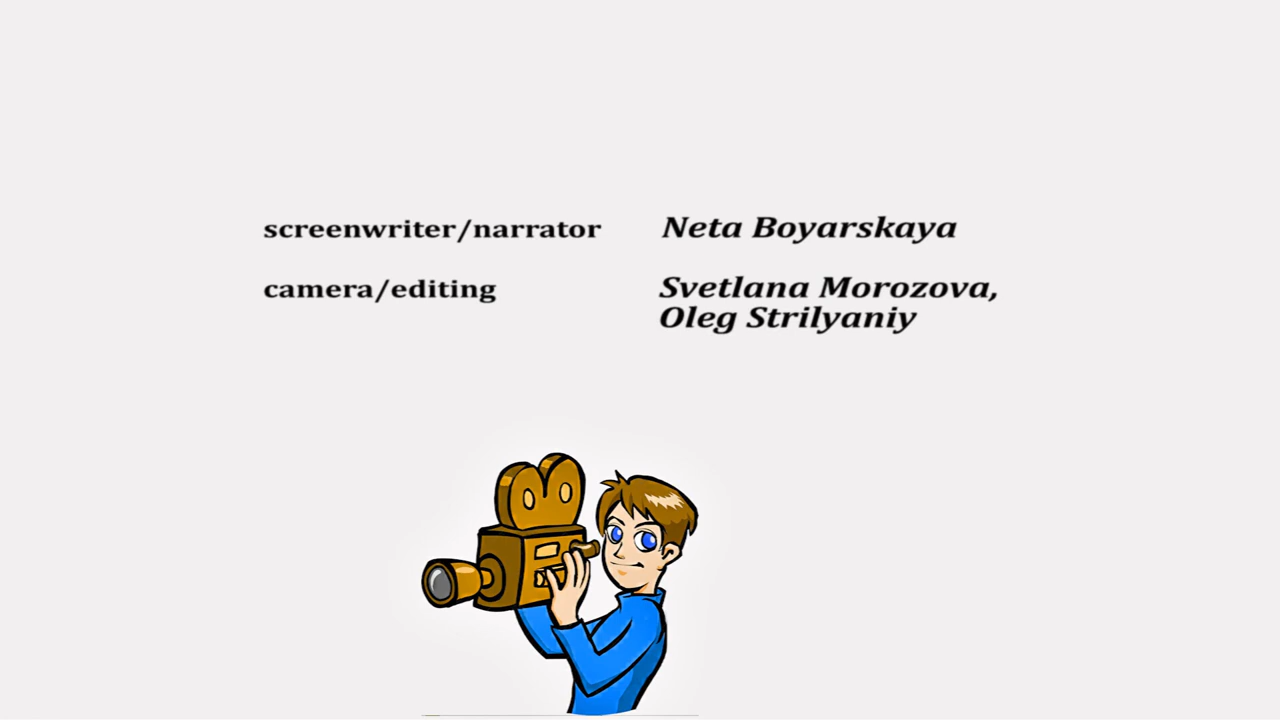 screenwriter/narrator Neta Boyarskaya
camera/editing Svetlana Morozova,
Oleg Strilyaniy